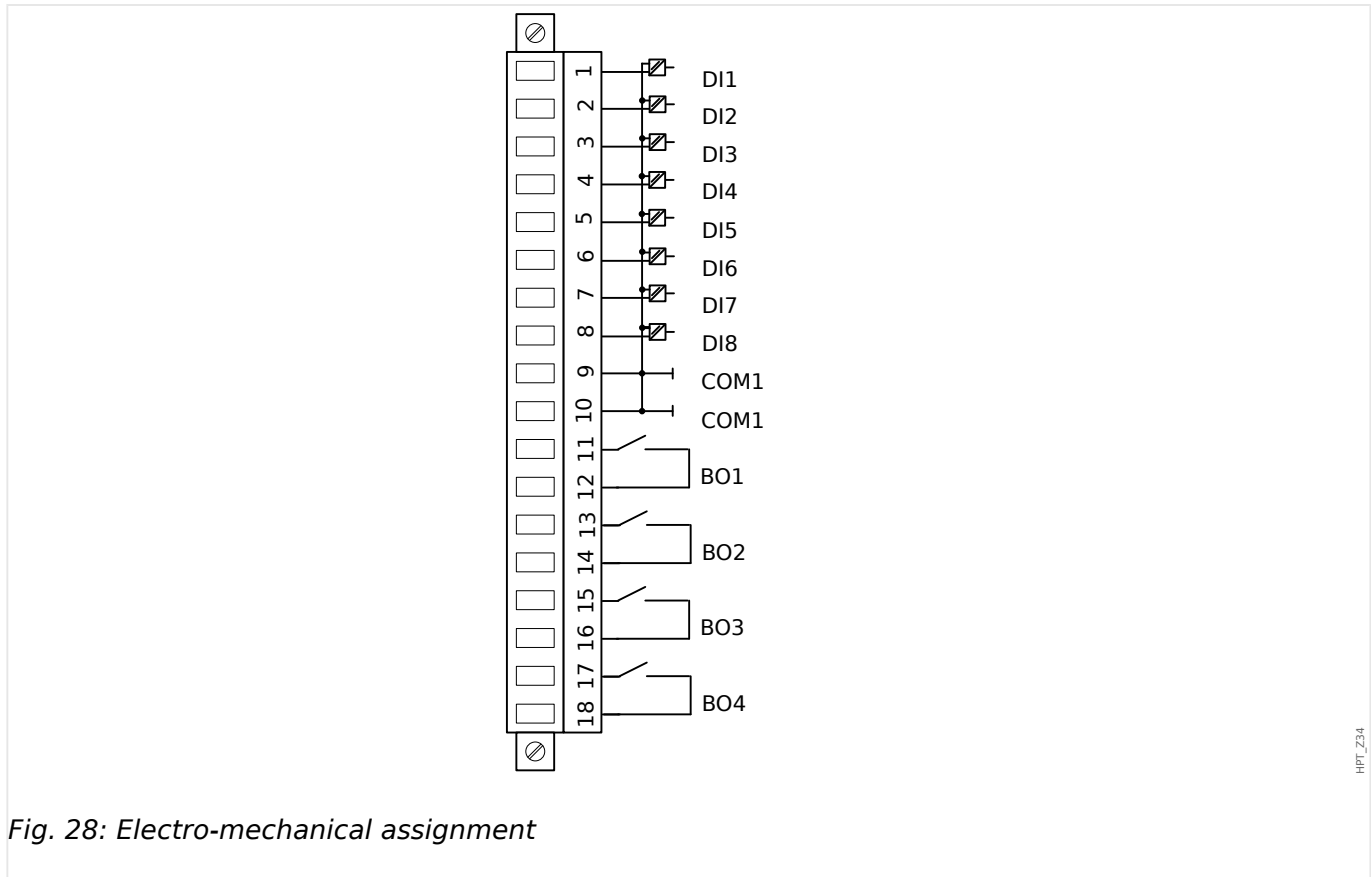 1 DI1
2 DI2
3 DI3
4 DI4
5 DI5
6 DI6
7 DI7
8 DI8
9 COM1
10 COM1
11
BO1
12
13
BO2
14
15
BO3
16
17
BO4
18
HPT_Z34
Fig. 28: Electro-mechanical assignment